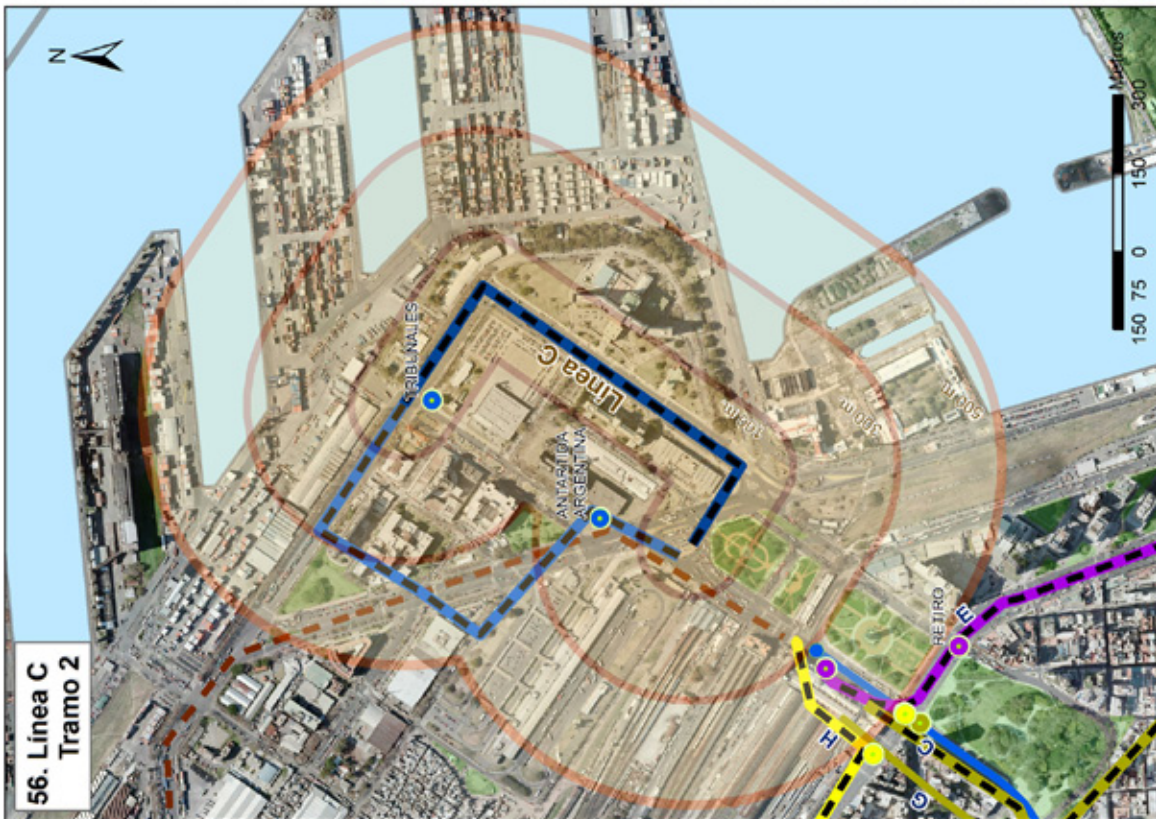 56. Línea C
Tramo 2
N
TRIBUNALES
ANTARTIDA
ARGENTINA
Línea C
100 m
300 m
500 m
RETIRO
E
H
C
G
Metros
150 75 0 150 300